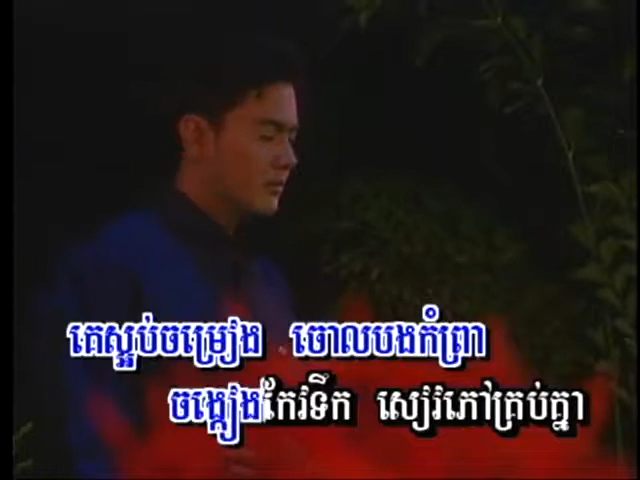 គេស្អប់ចម្រៀង ចោលបងកំព្រា
ចង្កៀងកែវទឹក សៀវភៅគ្រប់គ្នា